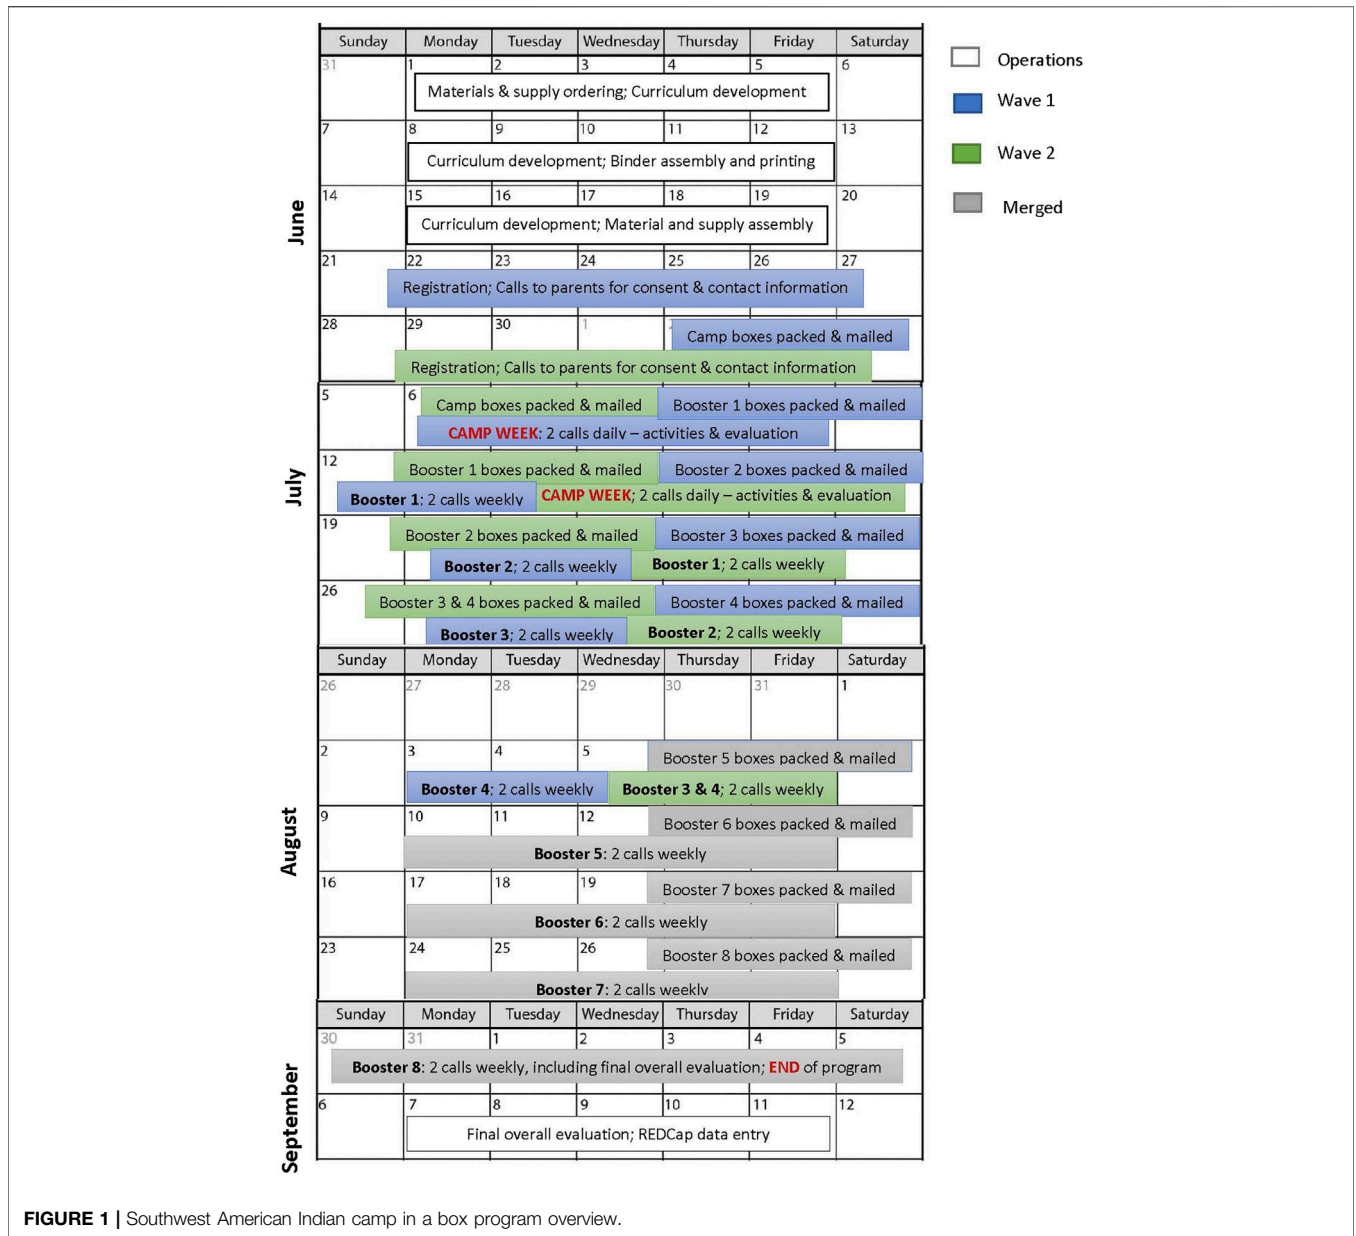 Sunday Monday Tuesday Wednesday Thursday Friday Saturday
31 1 2 3 4 5 6
Materials & supply ordering; Curriculum development
7 8 9 10 11 12 13
Curriculum development; Binder assembly and printing
14 15 16 17 18 19 20
Curriculum development; Material and supply assembly
June
21 22 23 24 25 26 27
Registration; Calls to parents for consent & contact information
28 29 30 1
Camp boxes packed & mailed
Registration; Calls to parents for consent & contact information
Operations
Wave 1
Wave 2
Merged
5 6
Camp boxes packed & mailed Booster 1 boxes packed & mailed
CAMP WEEK: 2 calls daily – activities & evaluation
July
12
Booster 1 boxes packed & mailed Booster 2 boxes packed & mailed
Booster 1: 2 calls weekly CAMP WEEK; 2 calls daily – activities & evaluation
19
Booster 2 boxes packed & mailed Booster 3 boxes packed & mailed
Booster 2; 2 calls weekly Booster 1; 2 calls weekly
26
Booster 3 & 4 boxes packed & mailed Booster 4 boxes packed & mailed
Booster 3; 2 calls weekly Booster 2; 2 calls weekly
Sunday Monday Tuesday Wednesday Thursday Friday Saturday
26 27 28 29 30 31 1
2 3 4 5
Booster 5 boxes packed & mailed
Booster 4; 2 calls weekly Booster 3 & 4; 2 calls weekly
August
9 10 11 12
Booster 6 boxes packed & mailed
Booster 5: 2 calls weekly
16 17 18 19
Booster 7 boxes packed & mailed
Booster 6: 2 calls weekly
23 24 25 26
Booster 8 boxes packed & mailed
Booster 7: 2 calls weekly
Sunday Monday Tuesday Wednesday Thursday Friday Saturday
30 31 1 2 3 4 5
Booster 8: 2 calls weekly, including final overall evaluation; END of program
September
6 7 8 9 10 11 12
Final overall evaluation; REDCap data entry
FIGURE 1 | Southwest American Indian camp in a box program overview.